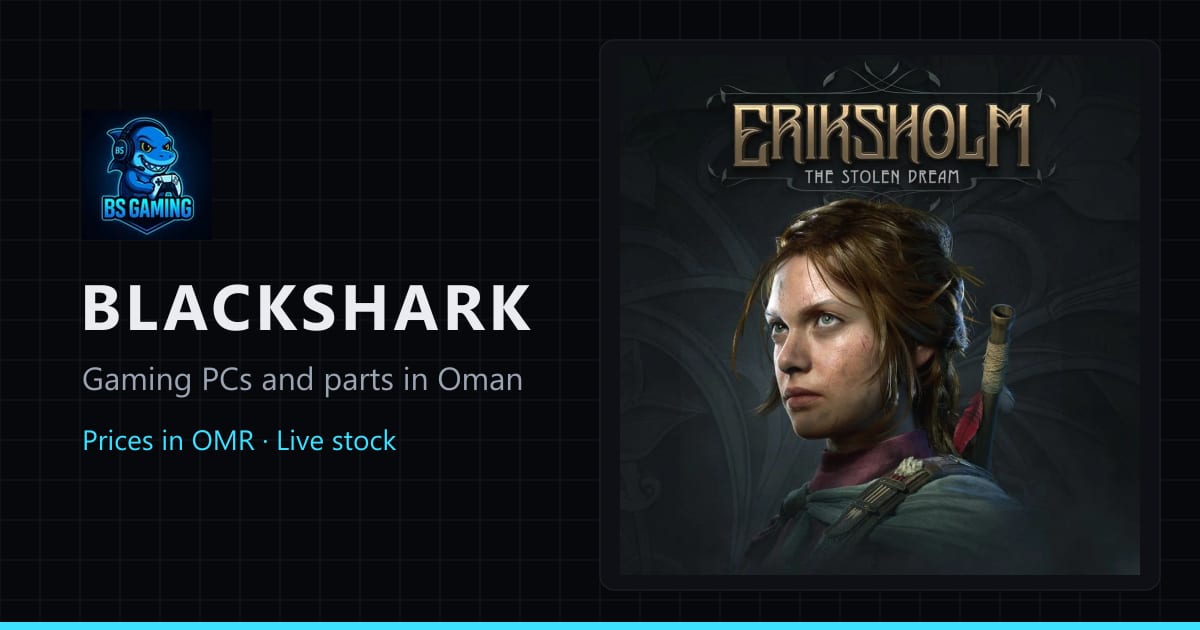 BS
BS GAMING
BLACKSHARK
Gaming PCs and parts in Oman
Prices in OMR · Live stock
ERIKSHOLM
THE STOLEN DREAM